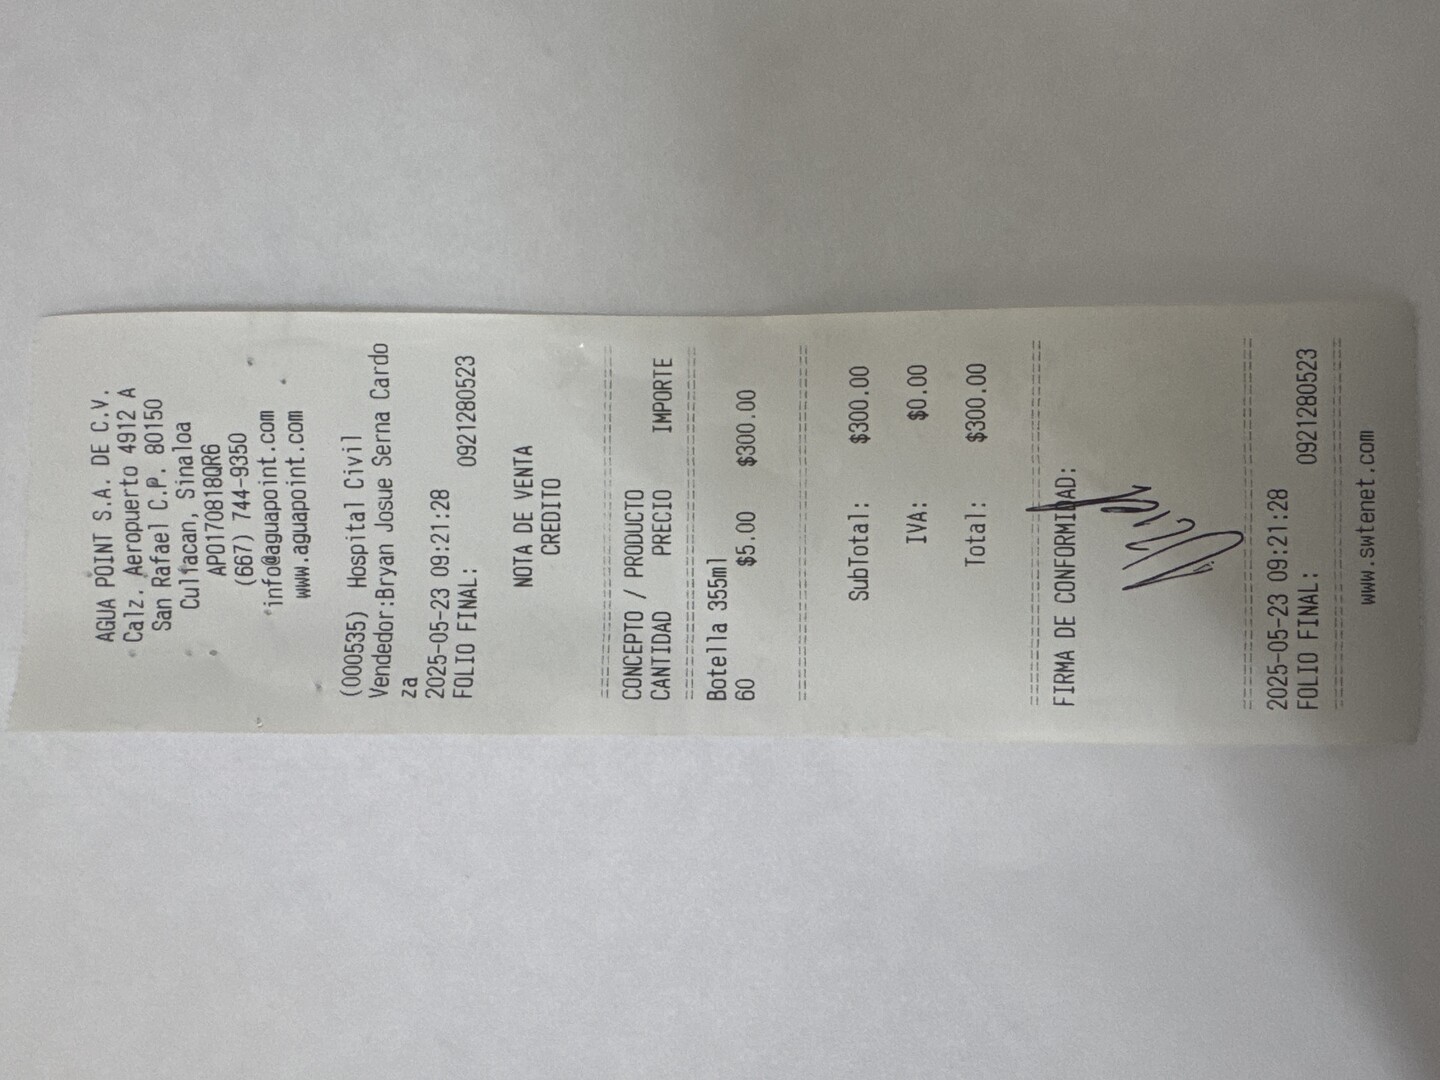 AGUA POINT S.A. DE C.V.
Calz. Aeropuerto 4912 A
San Rafael C.P. 80150
Culiacan, Sinaloa
APO170818QR6
(667) 744-9350
info@aguapoint.com
www.aguapoint.com
(000535) Hospital Civil
Vendedor:Bryan Josue Serna Cardo
za
2025-05-23 09:21:28
FOLIO FINAL: 0921280523
NOTA DE VENTA
CREDITO
================================
CONCEPTO / PRODUCTO
CANTIDAD PRECIO IMPORTE
================================
Botella 355ml
60 $5.00 $300.00
================================
SubTotal: $300.00
IVA: $0.00
Total: $300.00
================================
FIRMA DE CONFORMIDAD:
================================
2025-05-23 09:21:28
FOLIO FINAL: 0921280523
================================
www.swtenet.com